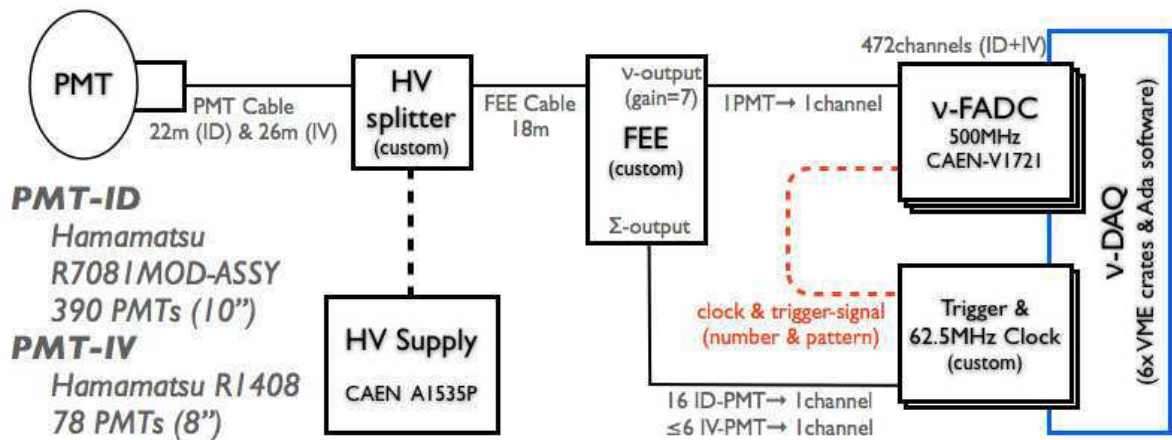 PMT
PMT Cable
22m (ID) & 26m (IV)
HV
splitter
(custom)
FEE Cable
18m
ν-output
(gain=7)
FEE
(custom)
Σ-output
1PMT→ 1channel
472channels (ID+IV)
ν-FADC
500MHz
CAEN-V1721
ν-DAQ
(6x VME crates & Ada software)
PMT-ID
Hamamatsu
R7081MOD-ASSY
390 PMTs (10”)
PMT-IV
Hamamatsu R1408
78 PMTs (8”)
HV Supply
CAEN A1535P
clock & trigger-signal
(number & pattern)
Trigger &
62.5MHz Clock
(custom)
16 ID-PMT→ 1channel
≤6 IV-PMT→ 1channel